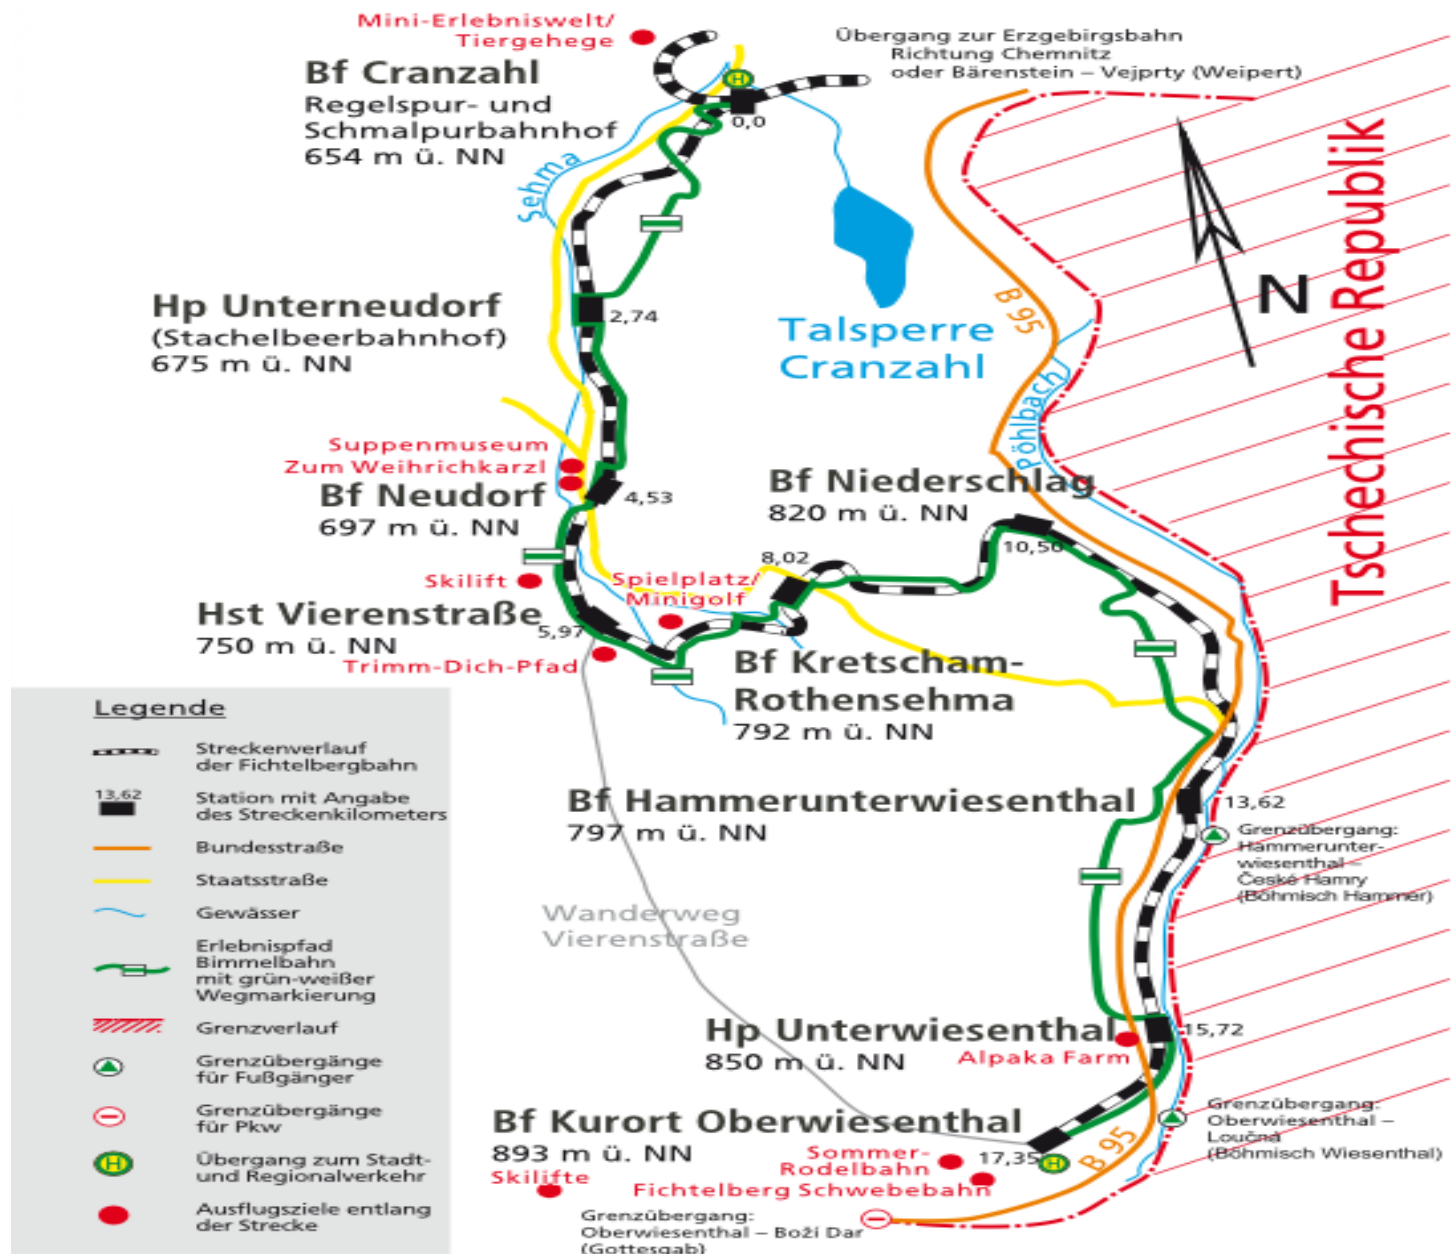 Mini-Erlebniswelt/
Tiergehege
Übergang zur Erzgebirgsbahn
Richtung Chemnitz
oder Bärenstein – Vejprty (Weipert)
Bf Cranzahl
Regelspur- und
Schmalpurbahnhof
654 m ü. NN
H
0,0
Sehma
Tschechische Republik
N
B 95
Hp Unterneudorf
(Stachelbeerbahnhof)
675 m ü. NN
2,74
Talsperre
Cranzahl
Pöhlbach
Suppenmuseum
Zum Weihrichkarzl
Bf Neudorf
697 m ü. NN
4,53
Bf Niederschlag
820 m ü. NN
10,56
8,02
Skilift
Spielplatz/
Minigolf
Hst Vierenstraße
750 m ü. NN
5,97
Trimm-Dich-Pfad
Bf Kretscham-
Rothensehma
792 m ü. NN
Bf Hammerunterwiesenthal
797 m ü. NN
13,62
Grenzübergang:
Hammerunter-
wiesenthal –
České Hamry
(Böhmisch Hammer)
Wanderweg
Vierenstraße
Hp Unterwiesenthal
850 m ü. NN
15,72
Alpaka Farm
Bf Kurort Oberwiesenthal
893 m ü. NN
17,35
H
B 95
Grenzübergang:
Oberwiesenthal –
Loučná
(Böhmisch Wiesenthal)
Sommer-
Rodelbahn
Skilifte
Fichtelberg Schwebebahn
Grenzübergang:
Oberwiesenthal – Boží Dar
(Gottesgab)
Legende
Streckenverlauf
der Fichtelbergbahn
13,62
Station mit Angabe
des Streckenkilometers
Bundesstraße
Staatsstraße
Gewässer
Erlebnispfad
Bimmelbahn
mit grün-weißer
Wegmarkierung
Grenzverlauf
Grenzübergänge
für Fußgänger
Grenzübergänge
für Pkw
H
Übergang zum Stadt-
und Regionalverkehr
Ausflugsziele entlang
der Strecke